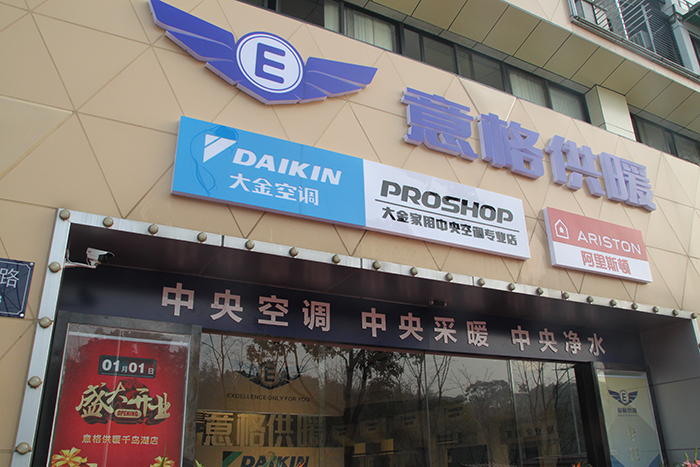 E
意格供暖
DAIKIN
大金空调
PROSHOP
大金家用中央空调专业店
ARISTON
阿里斯顿
路
中央空调 中央采暖 中央净水
01月01日
盛大开业
OPENING
意格供暖千岛湖店
E
EXCELLENCE ONLY FOR YOU
意格供暖
DAIKIN
E